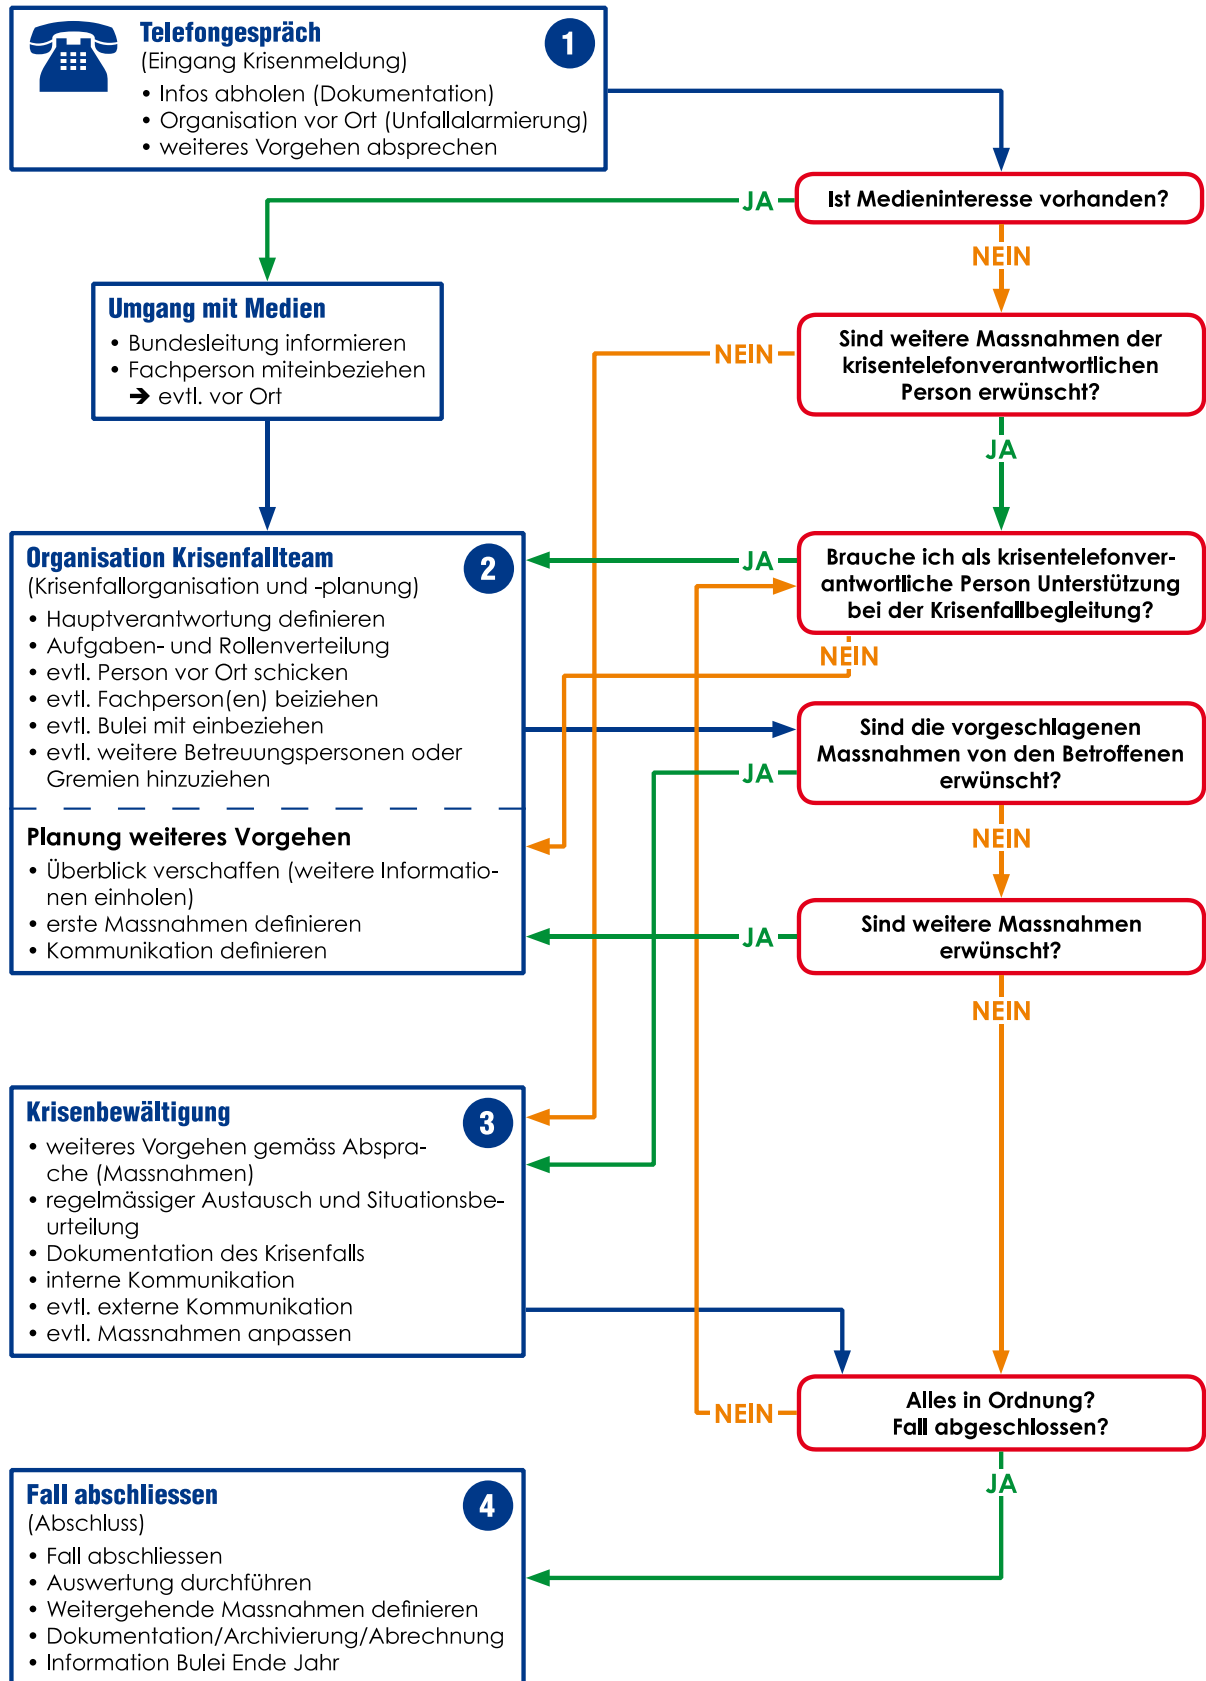 Telefongespräch
1
(Eingang Krisenmeldung)
• Infos abholen (Dokumentation)
• Organisation vor Ort (Unfallalarmierung)
• weiteres Vorgehen absprechen
JA
Ist Medieninteresse vorhanden?
NEIN
Umgang mit Medien
• Bundesleitung informieren
• Fachperson miteinbeziehen
➔ evtl. vor Ort
NEIN
Sind weitere Massnahmen der
krisentelefonverantwortlichen
Person erwünscht?
JA
Organisation Krisenfallteam
2
(Krisenfallorganisation und -planung)
• Hauptverantwortung definieren
• Aufgaben- und Rollenverteilung
• evtl. Person vor Ort schicken
• evtl. Fachperson(en) beiziehen
• evtl. Bulei mit einbeziehen
• evtl. weitere Betreuungspersonen oder
Gremien hinzuziehen
JA
Brauche ich als krisentelefonver-
antwortliche Person Unterstützung
bei der Krisenfallbegleitung?
NEIN
Sind die vorgeschlagenen
Massnahmen von den Betroffenen
erwünscht?
JA
NEIN
Planung weiteres Vorgehen
• Überblick verschaffen (weitere Informatio-
nen einholen)
• erste Massnahmen definieren
• Kommunikation definieren
JA
Sind weitere Massnahmen
erwünscht?
NEIN
Krisenbewältigung
3
• weiteres Vorgehen gemäss Abspra-
che (Massnahmen)
• regelmässiger Austausch und Situationsbe-
urteilung
• Dokumentation des Krisenfalls
• interne Kommunikation
• evtl. externe Kommunikation
• evtl. Massnahmen anpassen
NEIN
Alles in Ordnung?
Fall abgeschlossen?
JA
Fall abschliessen
4
(Abschluss)
• Fall abschliessen
• Auswertung durchführen
• Weitergehende Massnahmen definieren
• Dokumentation/Archivierung/Abrechnung
• Information Bulei Ende Jahr